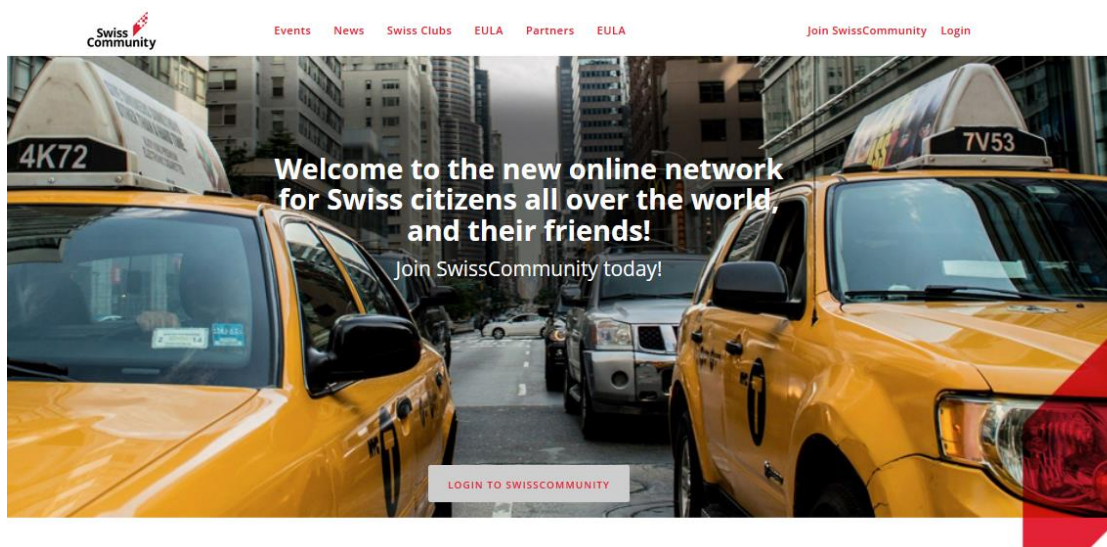 Swiss
Community
Events
News
Swiss Clubs
EULA
Partners
EULA
Join SwissCommunity
Login
4K72
7V53
Welcome to the new online network
for Swiss citizens all over the world,
and their friends!
Join SwissCommunity today!
LOGIN TO SWISSCOMMUNITY